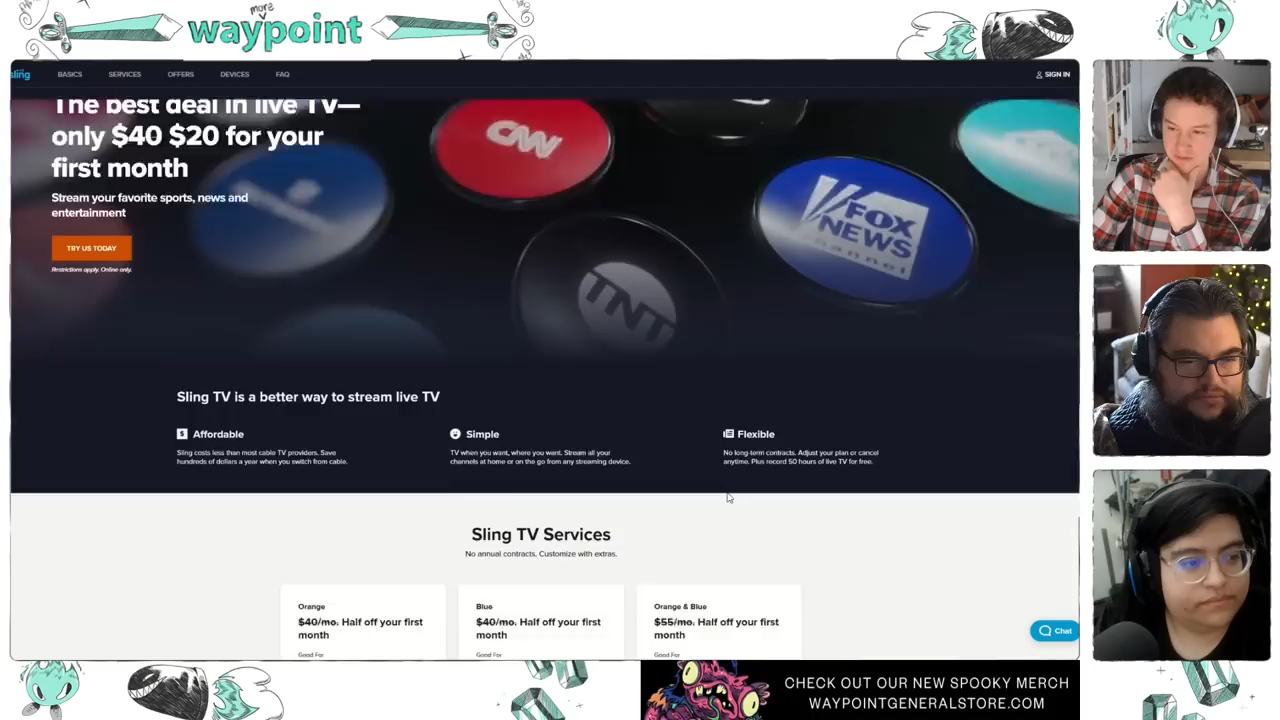 more
waypoint
sling
BASICS
SERVICES
OFFERS
DEVICES
FAQ
SIGN IN
The best deal in live TV—
only $40 $20 for your
first month
Stream your favorite sports, news and
entertainment
TRY US TODAY
Restrictions apply. Online only.
CNN
FOX
NEWS
channel
TNT
Sling TV is a better way to stream live TV
Affordable
Sling costs less than most cable TV providers. Save
hundreds of dollars a year when you switch from cable.
Simple
TV when you want, where you want. Stream all your
channels at home or on the go from any streaming device.
Flexible
No long-term contracts. Adjust your plan or cancel
anytime. Plus record 50 hours of live TV for free.
Sling TV Services
No annual contracts. Customize with extras.
Orange
$40/mo. Half off your first
month
Good For
Blue
$40/mo. Half off your first
month
Good For
Orange & Blue
$55/mo. Half off your first
month
Good For
Chat
CHECK OUT OUR NEW SPOOKY MERCH
WAYPOINTGENERALSTORE.COM